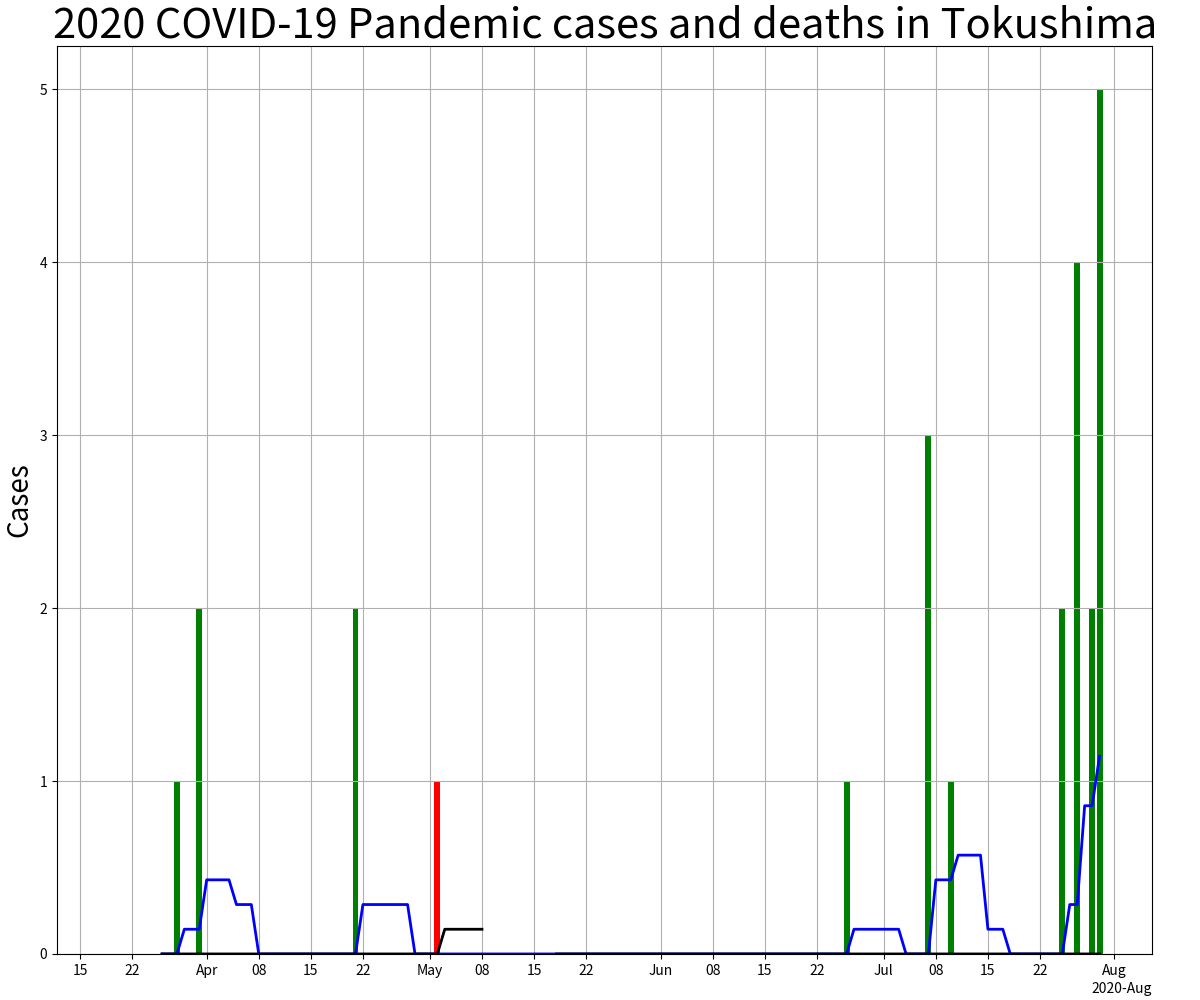 2020 COVID-19 Pandemic cases and deaths in Tokushima
5
4
3
2
1
0
Cases
15 22 Apr 08 15 22 May 08 15 22 Jun 08 15 22 Jul 08 15 22 Aug
2020-Aug